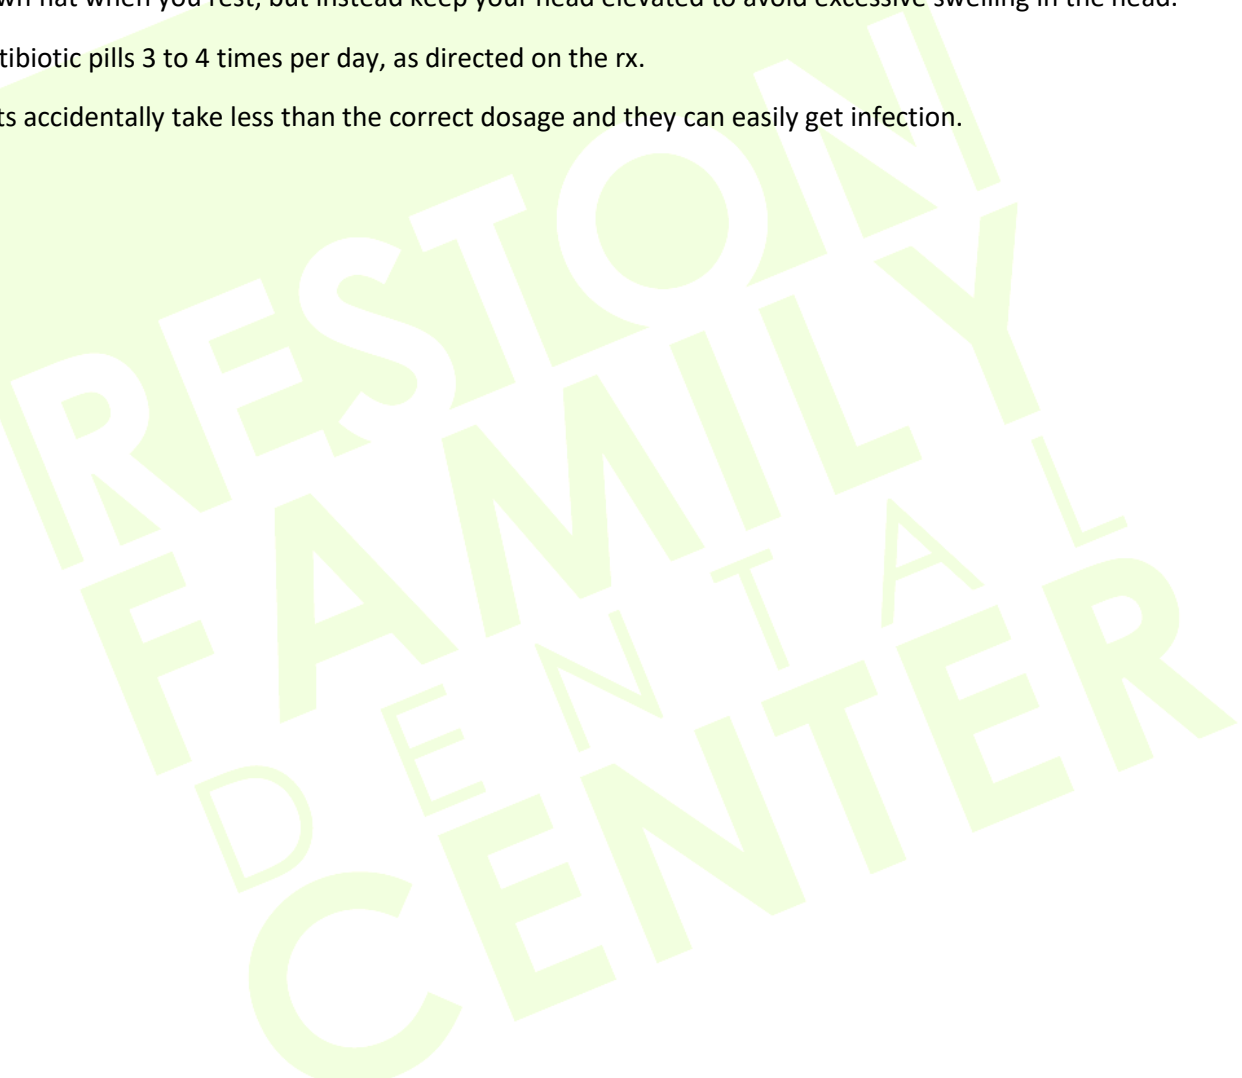 when you rest, but instead keep your head elevated to avoid excessive swelling in the head.
tibiotic pills 3 to 4 times per day, as directed on the rx.
ts accidentally take less than the correct dosage and they can easily get infection.
RESTON
FAMILY
DENTAL
CENTER